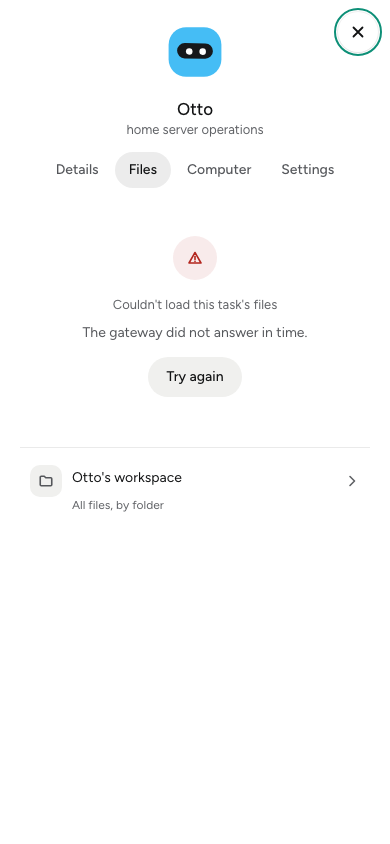 Otto
home server operations
Details Files Computer Settings
Couldn't load this task's files
The gateway did not answer in time.
Try again
Otto's workspace
All files, by folder